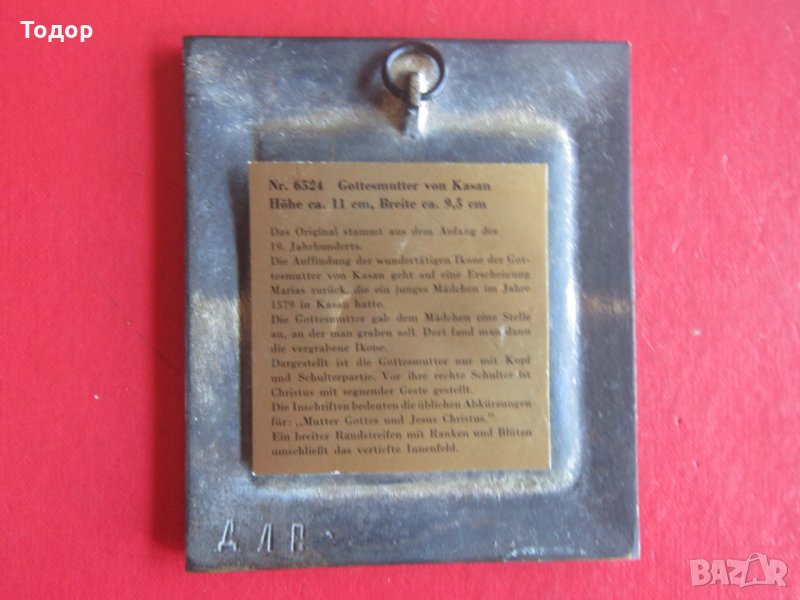 Тодор
Nr. 6524 Gottesmutter von Kasan
Höhe ca. 11 cm, Breite ca. 9,5 cm
Das Original stammt aus dem Anfang des
19. Jahrhunderts.
Die Auffindung der wundertätigen Ikone der Got-
tesmutter von Kasan geht auf eine Erscheinung
Marias zurück, die ein junges Mädchen im Jahre
1579 in Kasan hatte.
Die Gottesmutter gab dem Mädchen eine Stelle
an, an der man graben soll. Dort fand man dann
die vergrabene Ikone.
Dargestellt ist die Gottesmutter nur mit Kopf
und Schulterpartie. Vor ihre rechte Schulter ist
Christus mit segnender Geste gestellt.
Die Inschriften bedeuten die üblichen Abkürzungen
für: „Mutter Gottes und Jesus Christus."
Ein breiter Randstreifen mit Ranken und Blüten
umschließt das vertiefte Innenfeld.
Д Л П
BAZAR